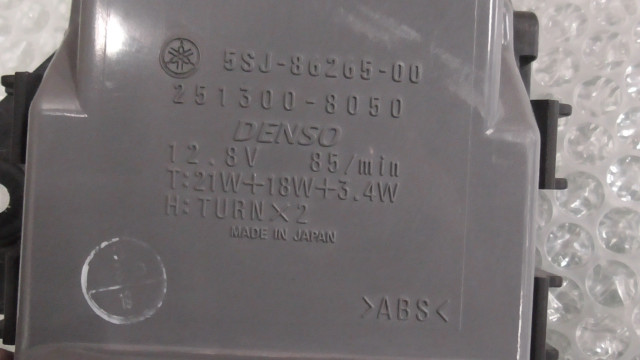 5SJ-86265-00
251300-8050
DENSO
12.8V 85/min
T:21W+18W+3.4W
H:TURN×2
MADE IN JAPAN
>ABS<